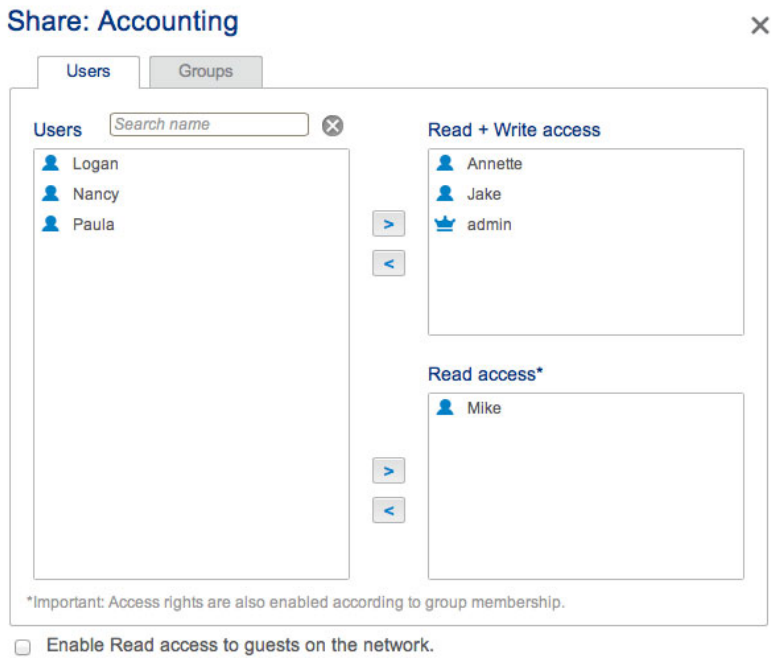 Share: Accounting
Users
Groups
Users
Search name
Logan
Nancy
Paula
>
<
Read + Write access
Annette
Jake
admin
Read access*
Mike
>
<
*Important: Access rights are also enabled according to group membership.
Enable Read access to guests on the network.